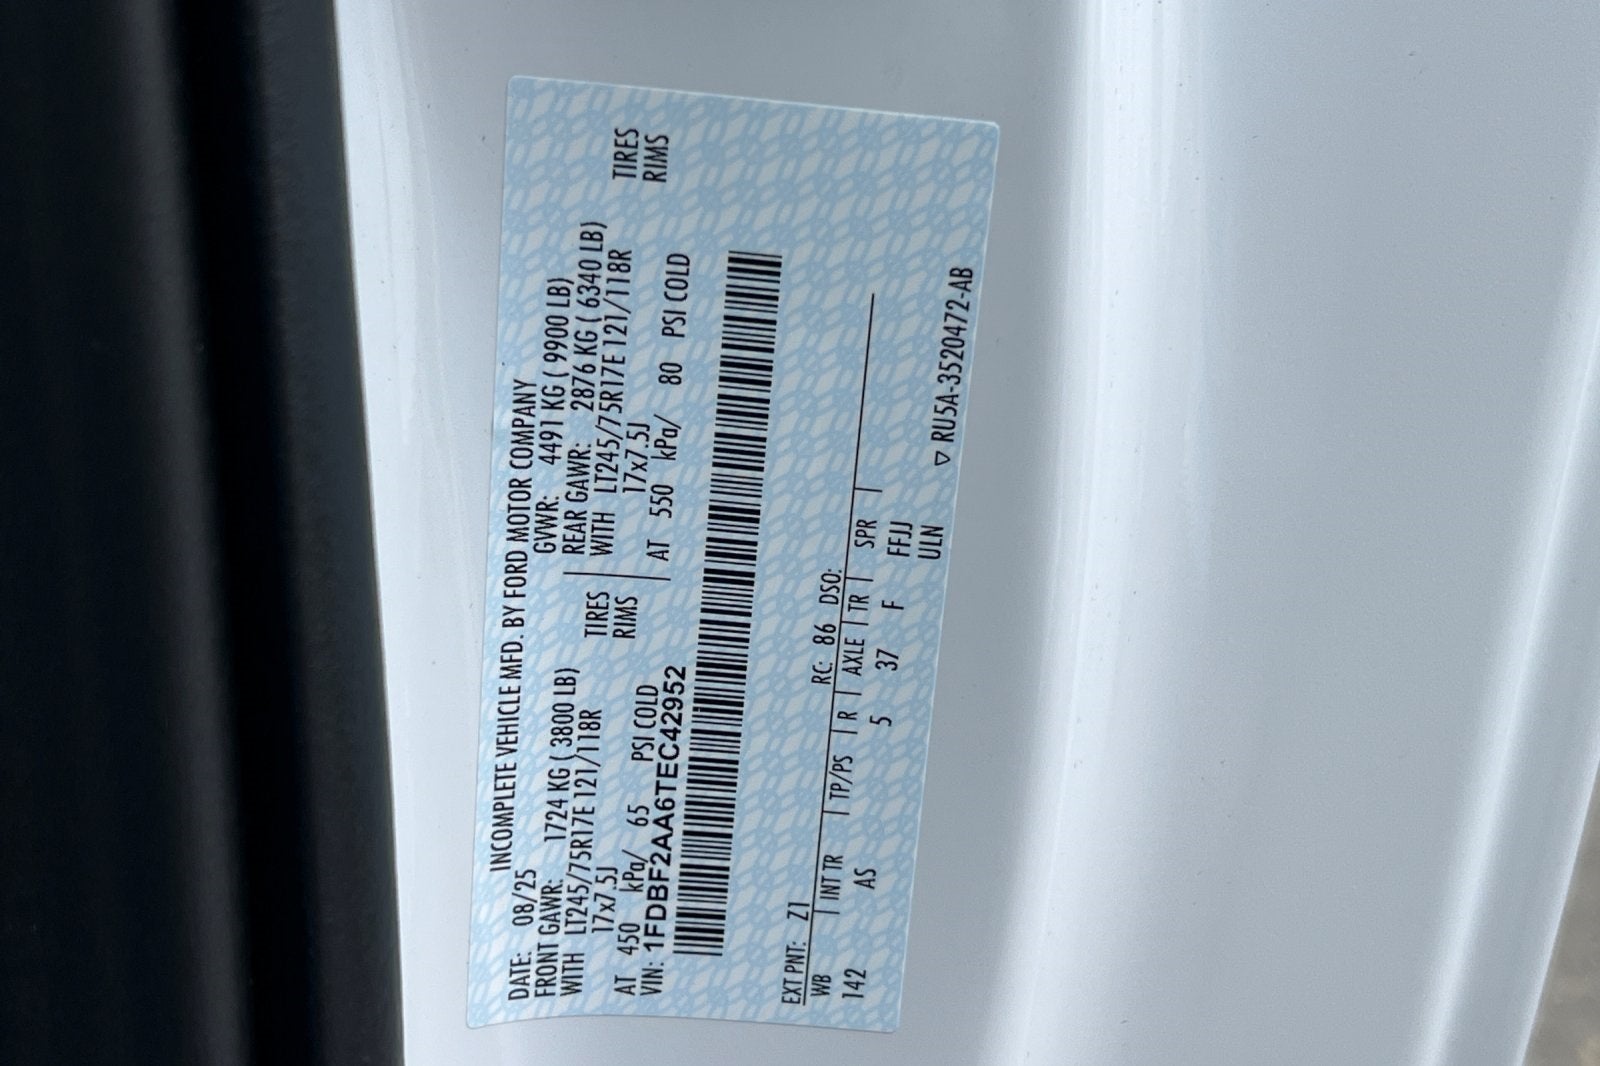 INCOMPLETE VEHICLE MFD. BY FORD MOTOR COMPANY
DATE: 08/25 GVWR: 4491 KG ( 9900 LB)
FRONT GAWR: 1724 KG ( 3800 LB) REAR GAWR: 2876 KG ( 6340 LB)
WITH LT245/75R17E 121/118R TIRES WITH LT245/75R17E 121/118R TIRES
17x7.5J RIMS 17x7.5J RIMS
AT 450 kPa/ 65 PSI COLD AT 550 kPa/ 80 PSI COLD
VIN: 1FDBF2AA6TEC42952
EXT PNT: Z1 RC: 86 DSO:
WB | INT TR | TP/PS | R | AXLE | TR | SPR |
142 AS 5 37 F FFJJ
ULN
▽ RU5A-3520472-AB